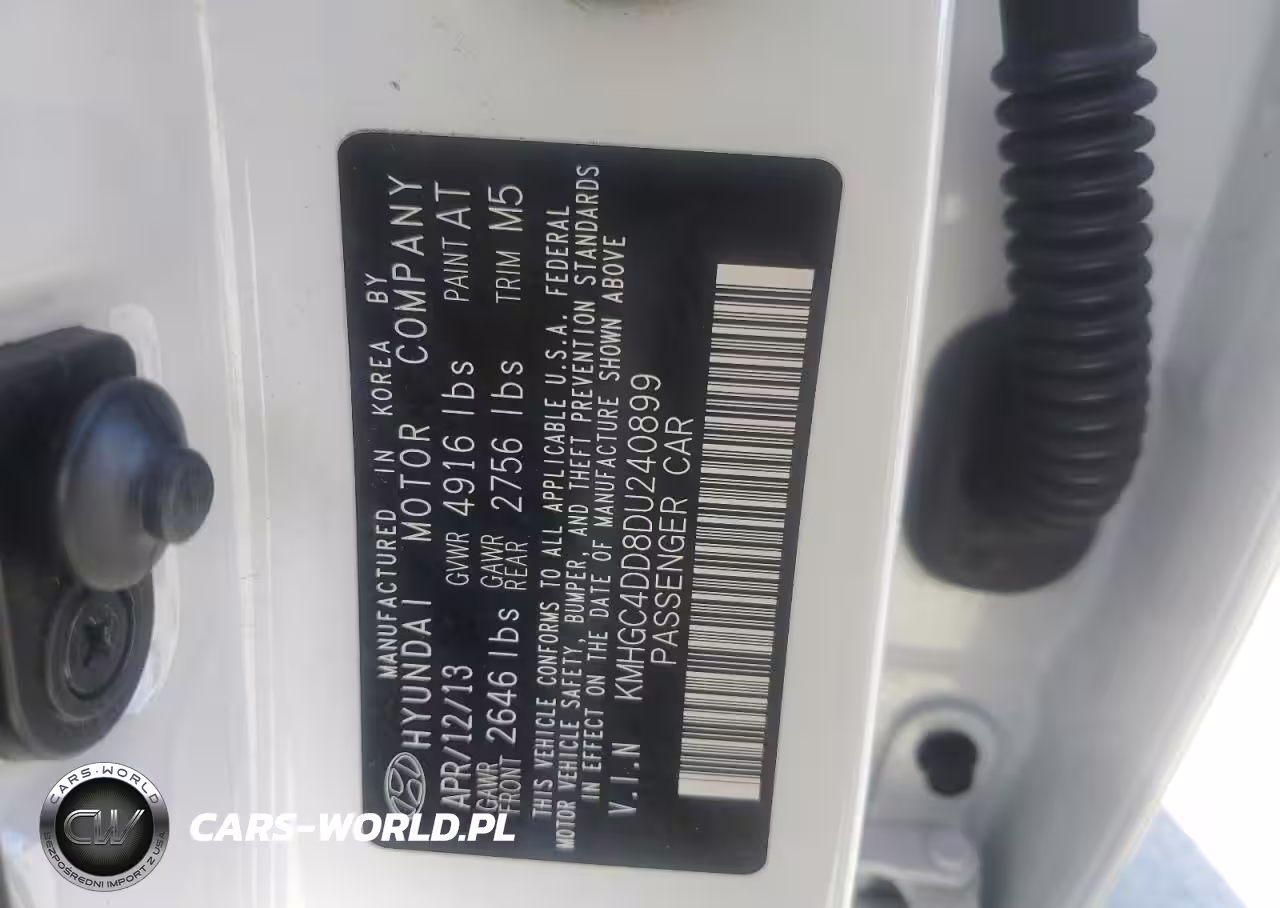 MANUFACTURED IN KOREA BY
HYUNDAI MOTOR COMPANY
APR/12/13 GVWR 4916 lbs PAINT AT
GAWR FRONT 2646 lbs GAWR REAR 2756 lbs TRIM M5
THIS VEHICLE CONFORMS TO ALL APPLICABLE U.S.A. FEDERAL
MOTOR VEHICLE SAFETY, BUMPER, AND THEFT PREVENTION STANDARDS
IN EFFECT ON THE DATE OF MANUFACTURE SHOWN ABOVE
V.I.N KMHGC4DD8DU240899
PASSENGER CAR
CARS-WORLD
CW
BEZPOŚREDNI IMPORT Z USA
CARS-WORLD.PL